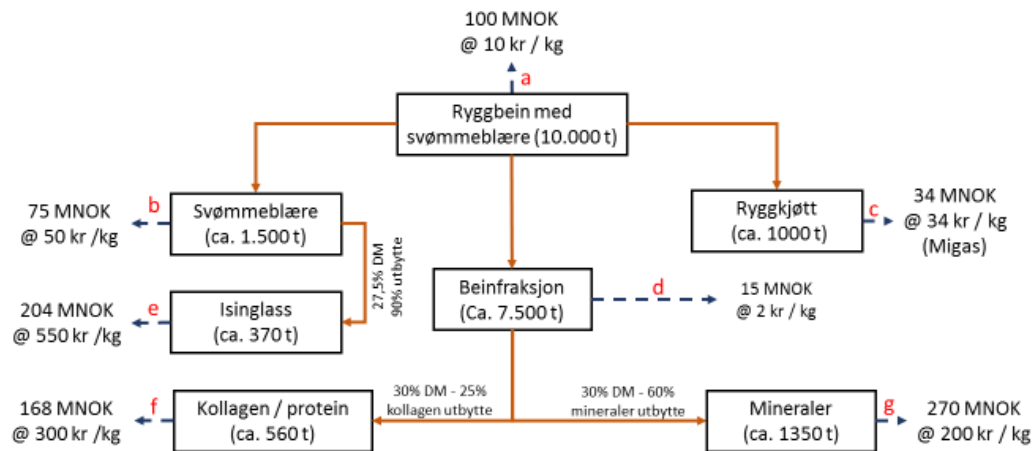 100 MNOK
@ 10 kr / kg
a
Ryggbein med
svømmeblære (10.000 t)
75 MNOK
@ 50 kr /kg
b
Svømmeblære
(ca. 1.500 t)
Ryggkjøtt
(ca. 1000 t)
c
34 MNOK
@ 34 kr / kg
(Migas)
27,5% DM
90% utbytte
Beinfraksjon
(Ca. 7.500 t)
d
15 MNOK
@ 2 kr / kg
204 MNOK
@ 550 kr / kg
e
Isinglass
(ca. 370 t)
168 MNOK
@ 300 kr/kg
f
Kollagen / protein
(ca. 560 t)
30% DM - 25%
kollagen utbytte
30% DM - 60%
mineraler utbytte
Mineraler
(ca. 1350 t)
g
270 MNOK
@ 200 kr / kg